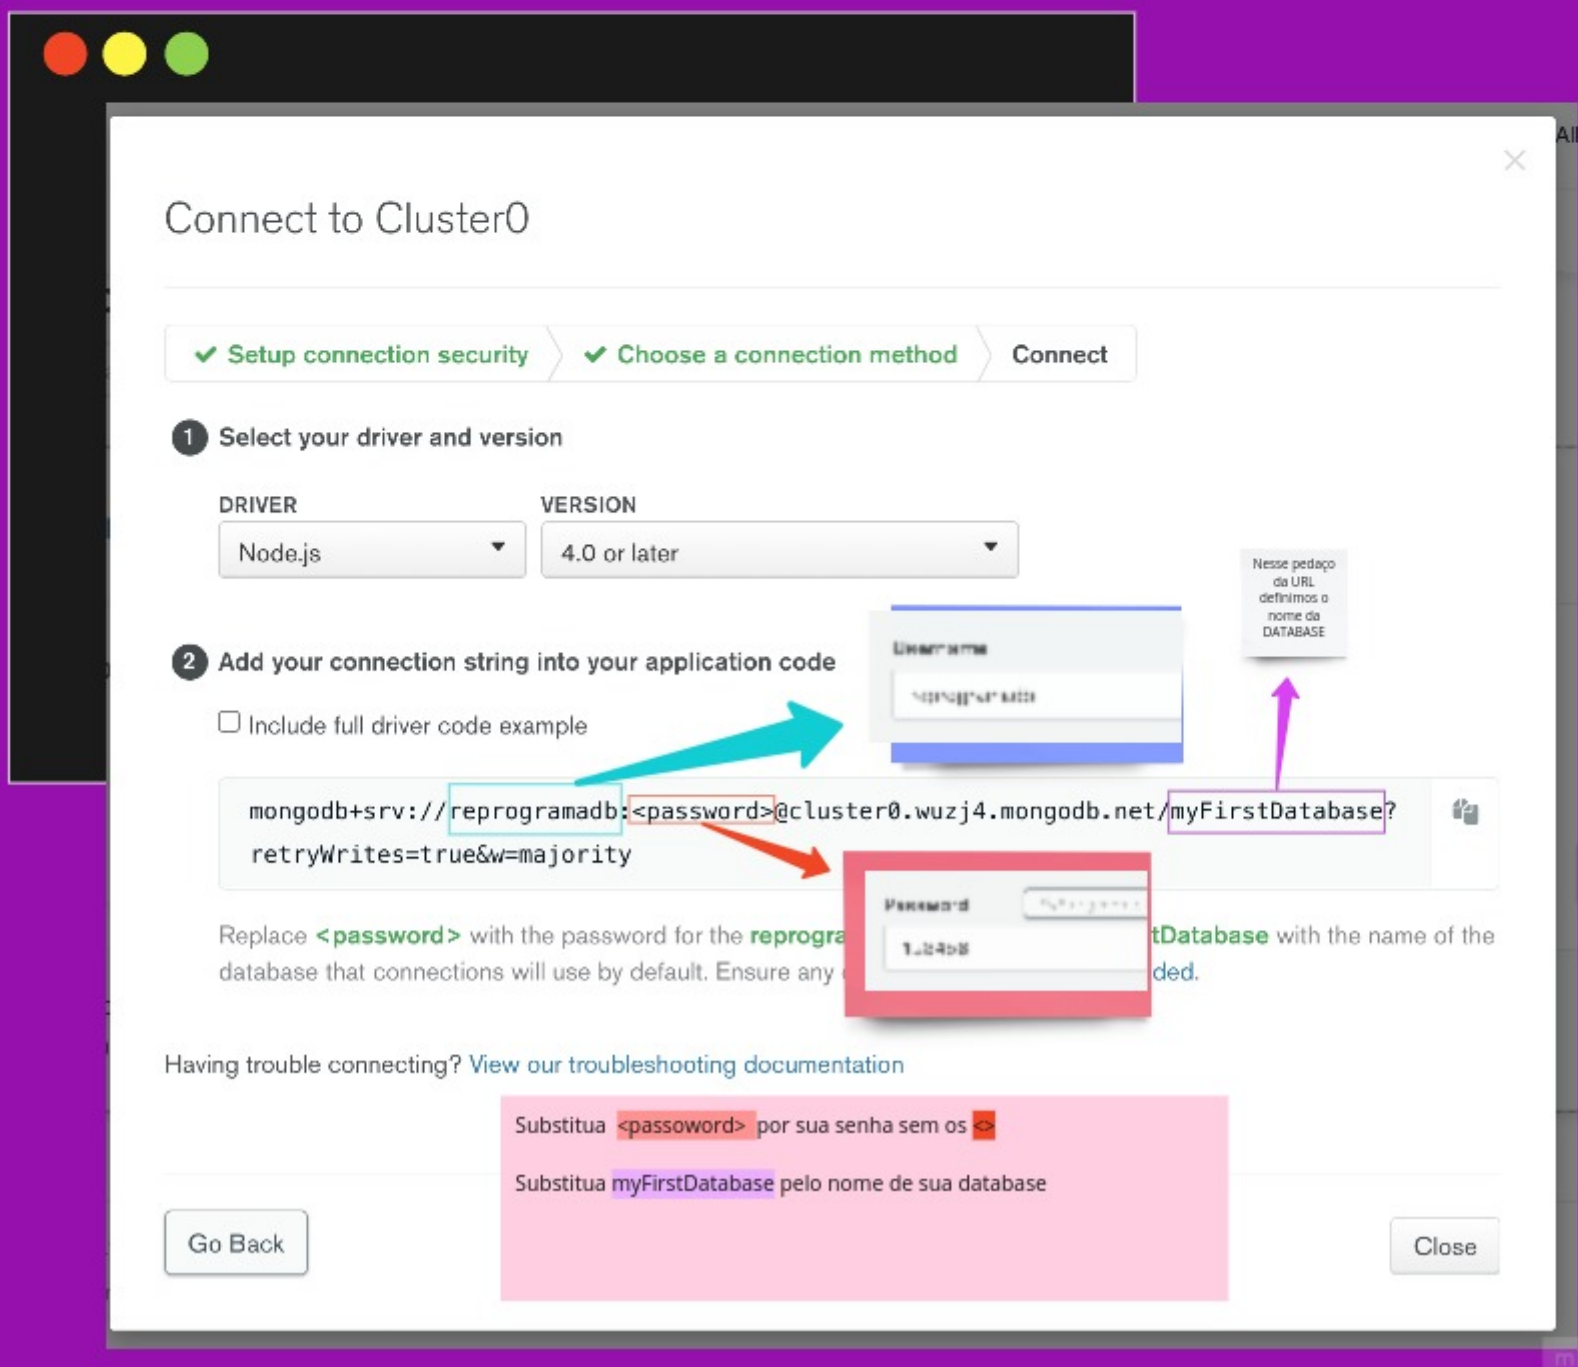 All
Connect to Cluster0
Setup connection security
Choose a connection method
Connect
1 Select your driver and version
DRIVER
VERSION
Node.js
4.0 or later
Nesse pedaço
da URL
definimos o
nome da
DATABASE
2 Add your connection string into your application code
Username
Include full driver code example
mongodb+srv://reprogramadb:<password>@cluster0.wuzj4.mongodb.net/myFirstDatabase?
retryWrites=true&w=majority
Password
Replace <password> with the password for the reprogra
tDatabase with the name of the
database that connections will use by default. Ensure any
ded.
Having trouble connecting? View our troubleshooting documentation
Substitua <passoword> por sua senha sem os <>
Substitua myFirstDatabase pelo nome de sua database
Go Back
Close